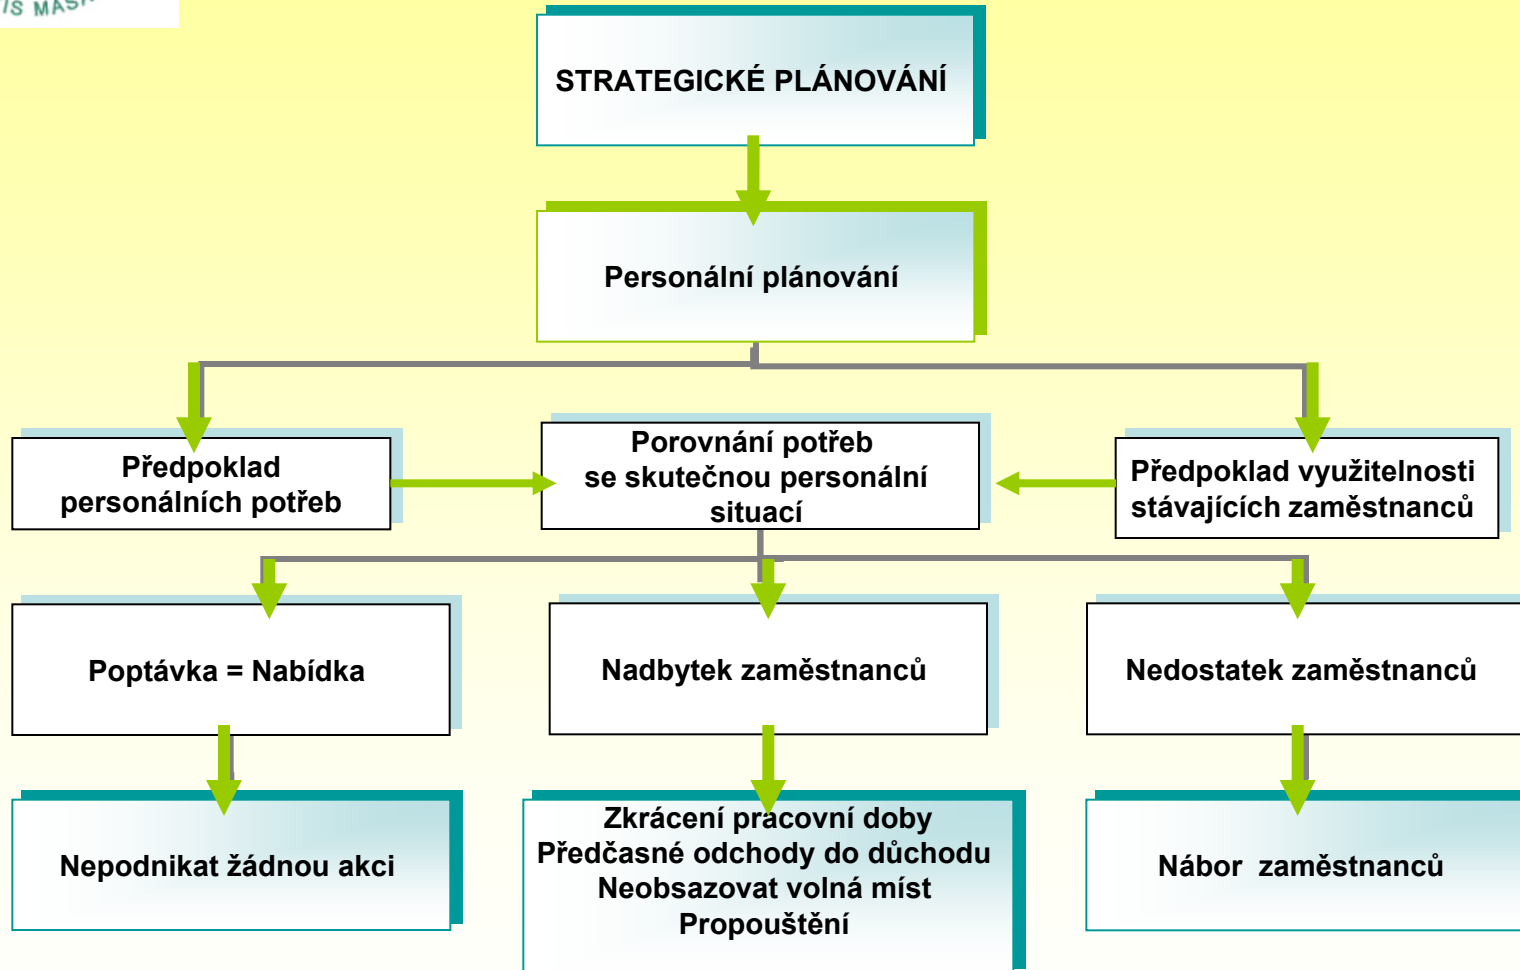 STRATEGICKÉ PLÁNOVÁNÍ
Personální plánování
Předpoklad
personálních potřeb
Porovnání potřeb
se skutečnou personální
situací
Předpoklad využitelnosti
stávajících zaměstnanců
Poptávka = Nabídka
Nadbytek zaměstnanců
Nedostatek zaměstnanců
Nepodnikat žádnou akci
Zkrácení pracovní doby
Předčasné odchody do důchodu
Neobsazovat volná míst
Propouštění
Nábor zaměstnanců